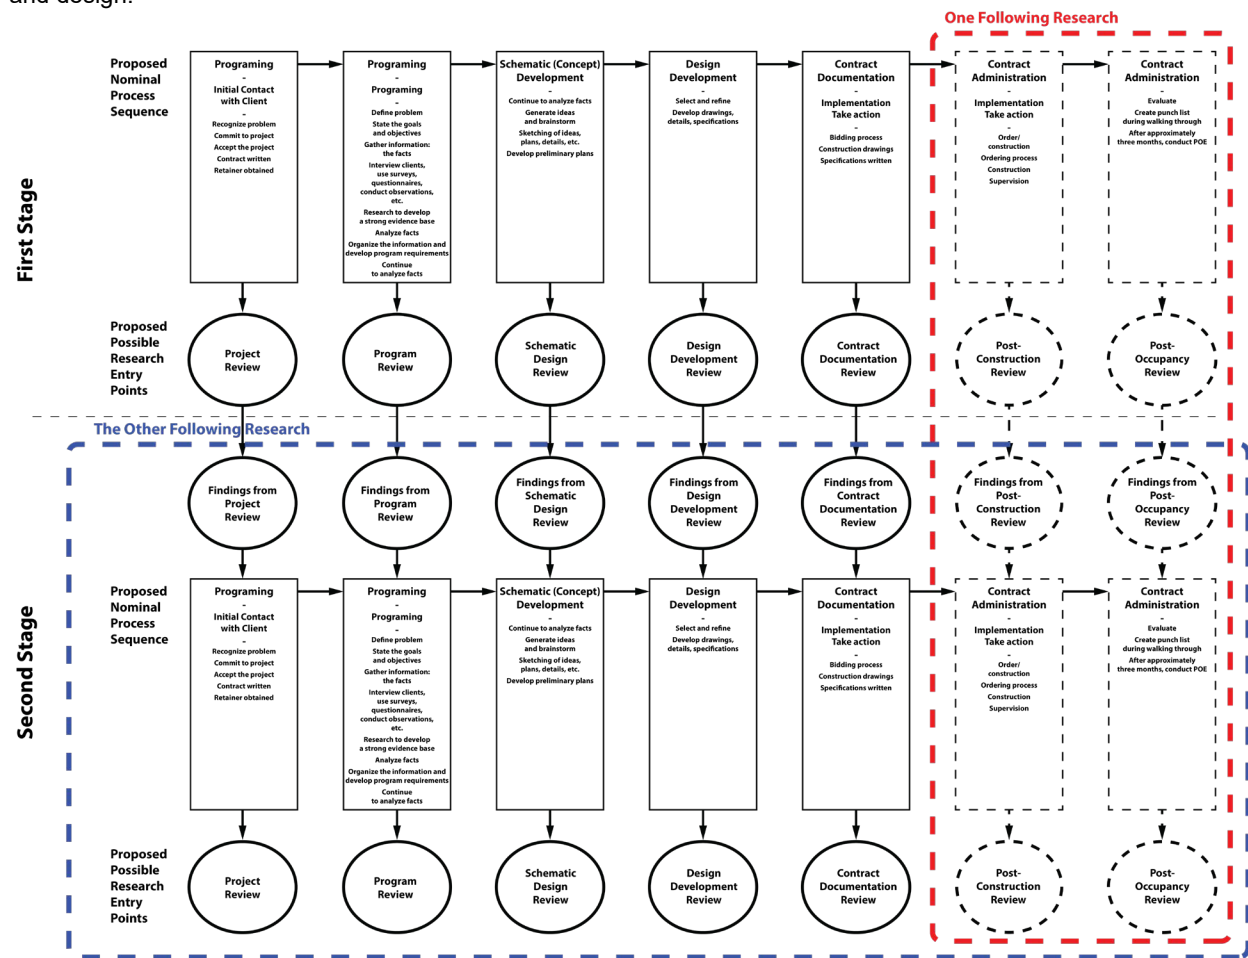 and design.
One Following Research
First Stage
Proposed
Nominal
Process
Sequence
Programing
-
Initial Contact
with Client
-
Recognize problem
Commit to project
Accept the project
Contract written
Retainer obtained
Programing
-
Programing
-
Define problem
State the goals
and objectives
Gather information:
the facts
Interview clients,
use surveys,
questionnaires,
conduct observations,
etc.
Research to develop
a strong evidence base
Analyze facts
Organize the information and
develop program requirements
Continue
to analyze facts
Schematic (Concept)
Development
-
Continue to analyze facts
Generate ideas
and brainstorm
Sketching of ideas,
plans, details, etc.
Develop preliminary plans
Design
Development
-
Select and refine
Develop drawings,
details, specifications
Contract
Documentation
-
Implementation
Take action
-
Bidding process
Construction drawings
Specifications written
Contract
Administration
-
Implementation
Take action
-
Order/
construction
Ordering process
Construction
Supervision
Contract
Administration
-
Evaluate
Create punch list
during walking through
After approximately
three months, conduct POE
Proposed
Possible
Research
Entry
Points
Project
Review
Program
Review
Schematic
Design
Review
Design
Development
Review
Contract
Documentation
Review
Post-
Construction
Review
Post-
Occupancy
Review
The Other Following Research
Second Stage
Findings from
Project
Review
Findings from
Program
Review
Findings from
Schematic
Design
Review
Findings from
Design
Development
Review
Findings from
Contract
Documentation
Review
Findings from
Post-
Construction
Review
Findings from
Post-
Occupancy
Review
Proposed
Nominal
Process
Sequence
Programing
-
Initial Contact
with Client
-
Recognize problem
Commit to project
Accept the project
Contract written
Retainer obtained
Programing
-
Programing
-
Define problem
State the goals
and objectives
Gather information:
the facts
Interview clients,
use surveys,
questionnaires,
conduct observations,
etc.
Research to develop
a strong evidence base
Analyze facts
Organize the information and
develop program requirements
Continue
to analyze facts
Schematic (Concept)
Development
-
Continue to analyze facts
Generate ideas
and brainstorm
Sketching of ideas,
plans, details, etc.
Develop preliminary plans
Design
Development
-
Select and refine
Develop drawings,
details, specifications
Contract
Documentation
-
Implementation
Take action
-
Bidding process
Construction drawings
Specifications written
Contract
Administration
-
Implementation
Take action
-
Order/
construction
Ordering process
Construction
Supervision
Contract
Administration
-
Evaluate
Create punch list
during walking through
After approximately
three months, conduct POE
Proposed
Possible
Research
Entry
Points
Project
Review
Program
Review
Schematic
Design
Review
Design
Development
Review
Contract
Documentation
Review
Post-
Construction
Review
Post-
Occupancy
Review